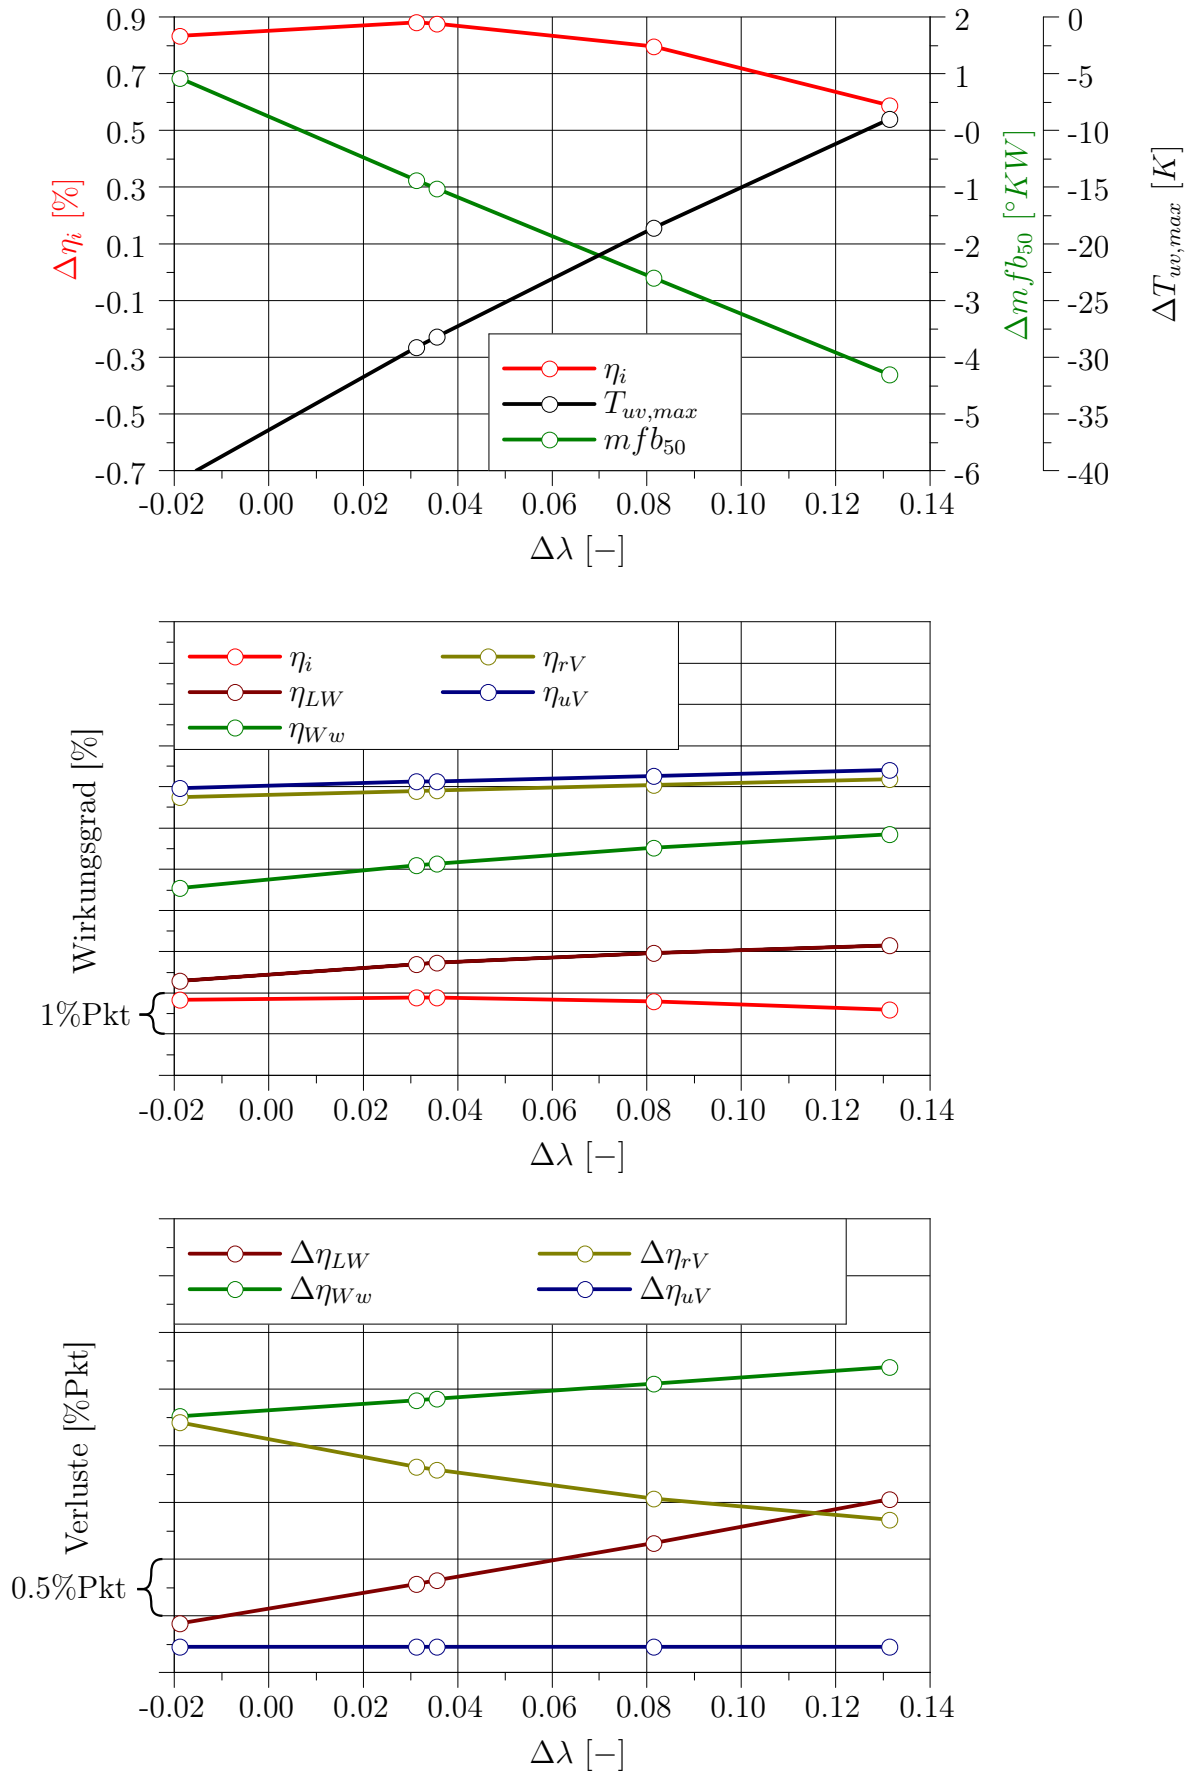 0.9
0.7
0.5
0.3
0.1
-0.1
-0.3
-0.5
-0.7
Δη_i [%]
2
1
-0
-1
-2
-3
-4
-5
-6
Δmfb_50 [°KW]
0
-5
-10
-15
-20
-25
-30
-35
-40
ΔT_uv,max [K]
η_i
T_uv,max
mfb_50
-0.02 0.00 0.02 0.04 0.06 0.08 0.10 0.12 0.14
Δλ [−]
Wirkungsgrad [%]
1%Pkt
η_i η_rV
η_LW η_uV
η_Ww
-0.02 0.00 0.02 0.04 0.06 0.08 0.10 0.12 0.14
Δλ [−]
Verluste [%Pkt]
0.5%Pkt
Δη_LW Δη_rV
Δη_Ww Δη_uV
-0.02 0.00 0.02 0.04 0.06 0.08 0.10 0.12 0.14
Δλ [−]